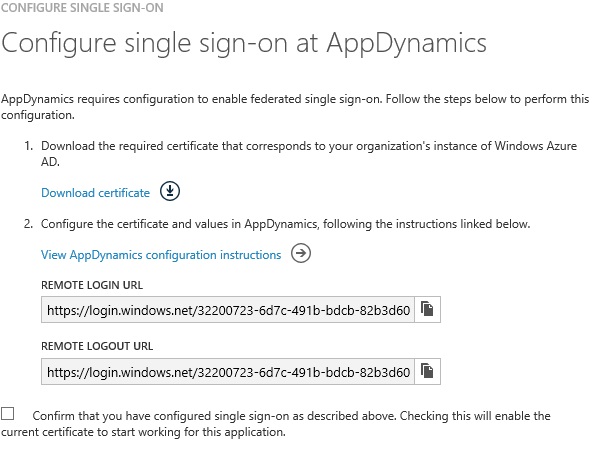 CONFIGURE SINGLE SIGN-ON
Configure single sign-on at AppDynamics
AppDynamics requires configuration to enable federated single sign-on. Follow the steps below to perform this
configuration.
1. Download the required certificate that corresponds to your organization's instance of Windows Azure
AD.
Download certificate
2. Configure the certificate and values in AppDynamics, following the instructions linked below.
View AppDynamics configuration instructions
REMOTE LOGIN URL
https://login.windows.net/32200723-6d7c-491b-bdcb-82b3d60
REMOTE LOGOUT URL
https://login.windows.net/32200723-6d7c-491b-bdcb-82b3d60
Confirm that you have configured single sign-on as described above. Checking this will enable the
current certificate to start working for this application.